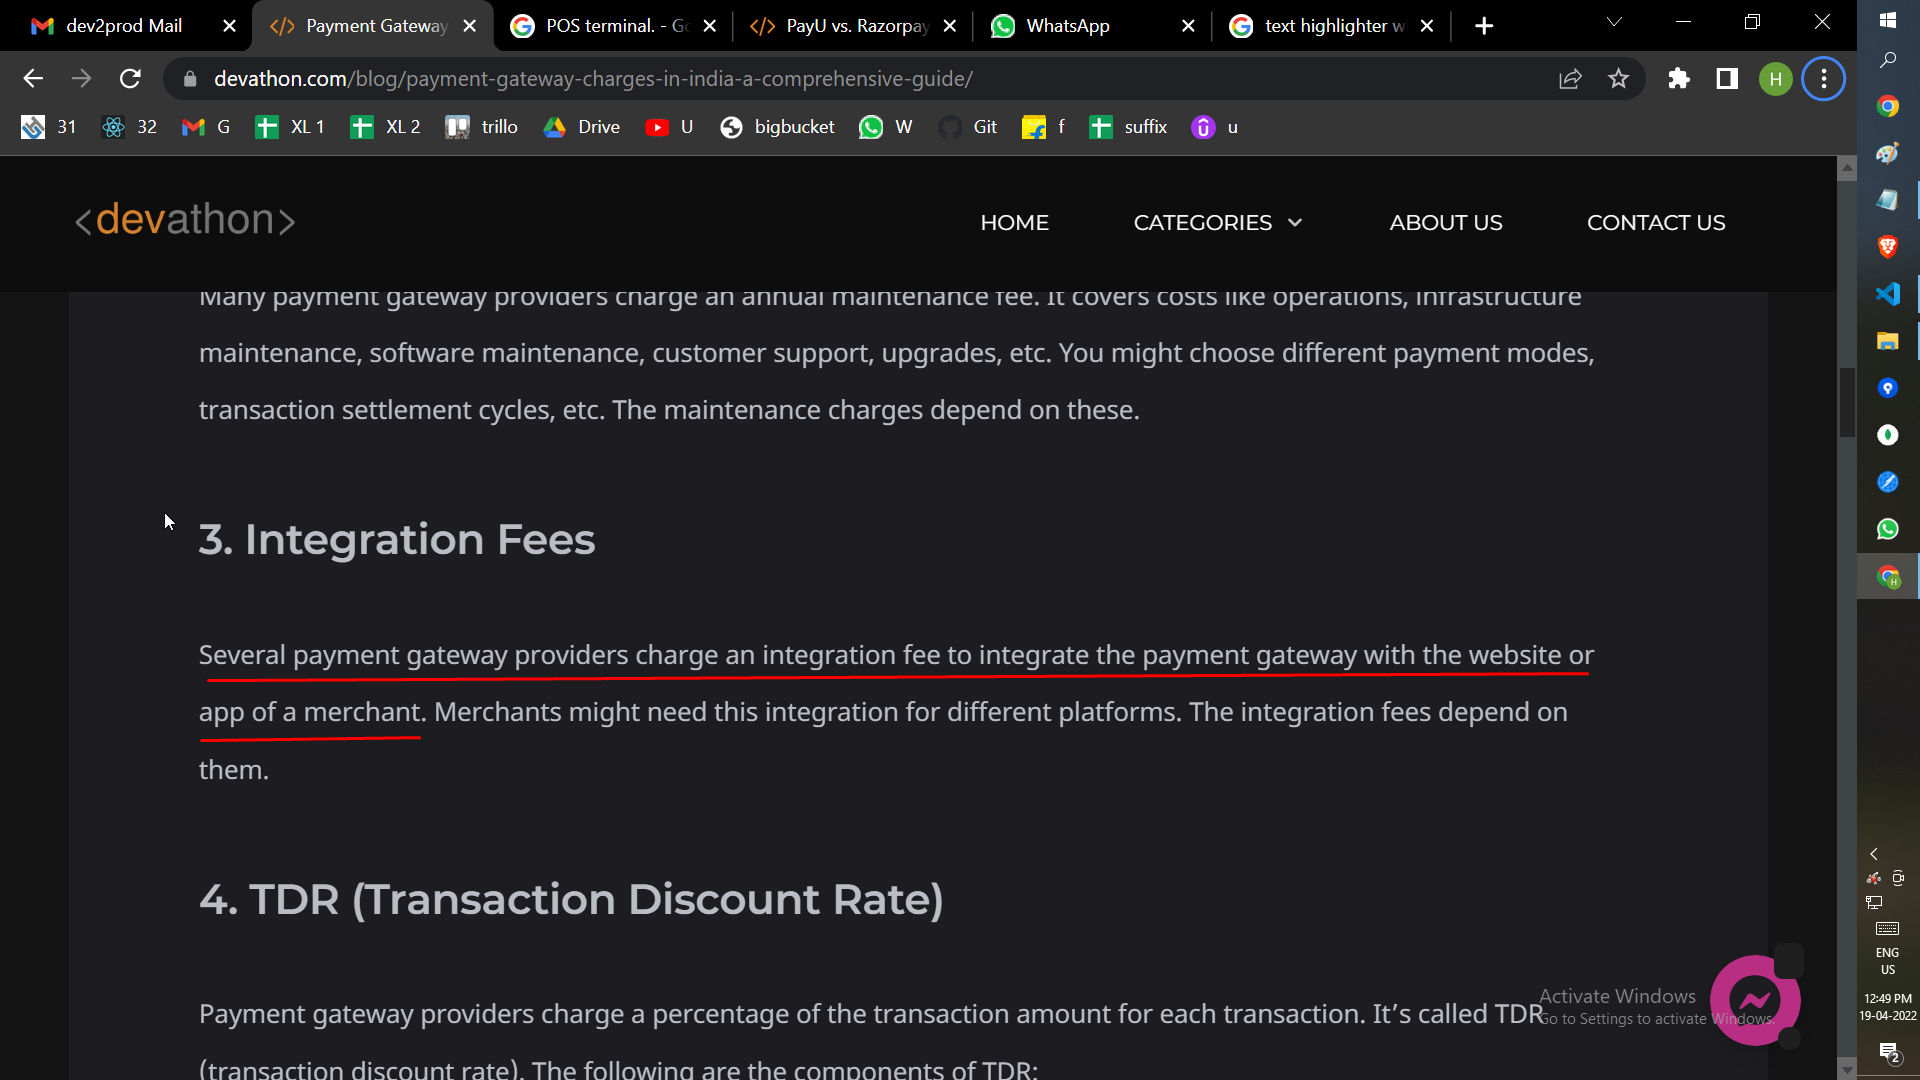 dev2prod Mail
Payment Gateway
POS terminal. - Go
PayU vs. Razorpay
WhatsApp
text highlighter w
devathon.com/blog/payment-gateway-charges-in-india-a-comprehensive-guide/
H
31
32
G
XL 1
XL 2
trillo
Drive
U
bigbucket
W
Git
f
suffix
u
<devathon>
HOME
CATEGORIES
ABOUT US
CONTACT US
Many payment gateway providers charge an annual maintenance fee. It covers costs like operations, infrastructure
maintenance, software maintenance, customer support, upgrades, etc. You might choose different payment modes,
transaction settlement cycles, etc. The maintenance charges depend on these.
3. Integration Fees
Several payment gateway providers charge an integration fee to integrate the payment gateway with the website or
app of a merchant. Merchants might need this integration for different platforms. The integration fees depend on
them.
4. TDR (Transaction Discount Rate)
Payment gateway providers charge a percentage of the transaction amount for each transaction. It’s called TDR
(transaction discount rate). The following are the components of TDR:
Activate Windows
Go to Settings to activate Windows.
ENG
US
12:49 PM
19-04-2022
2